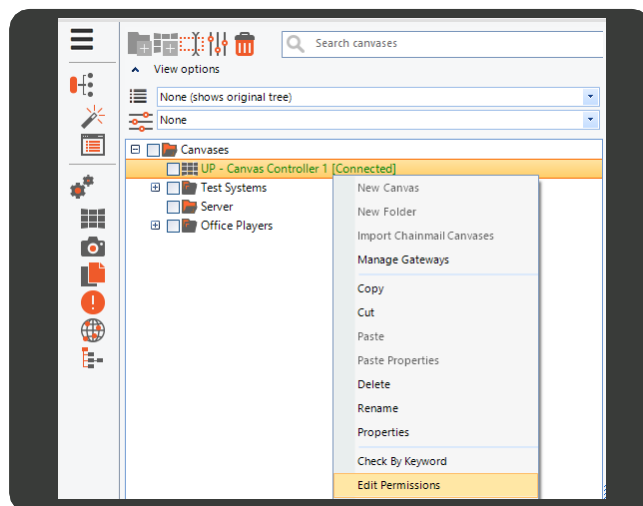 Search canvases
View options
None (shows original tree)
None
Canvases
UP - Canvas Controller 1 [Connected]
Test Systems
Server
Office Players
New Canvas
New Folder
Import Chainmail Canvases
Manage Gateways
Copy
Cut
Paste
Paste Properties
Delete
Rename
Properties
Check By Keyword
Edit Permissions